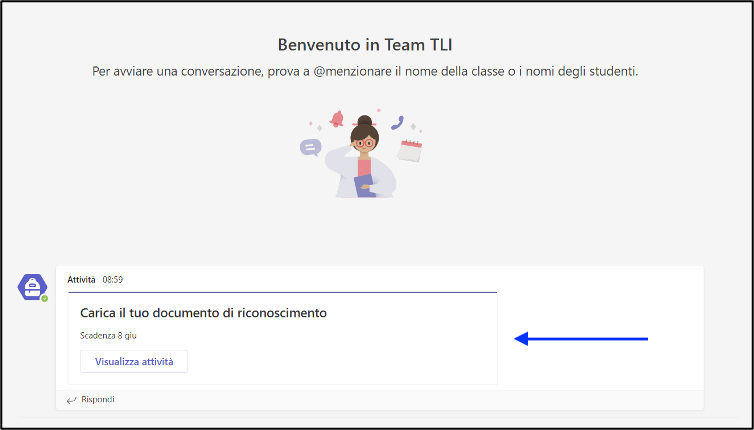 Benvenuto in Team TLI
Per avviare una conversazione, prova a @menzionare il nome della classe o i nomi degli studenti.
Attività 08:59
Carica il tuo documento di riconoscimento
Scadenza 8 giu
Visualizza attività
Rispondi